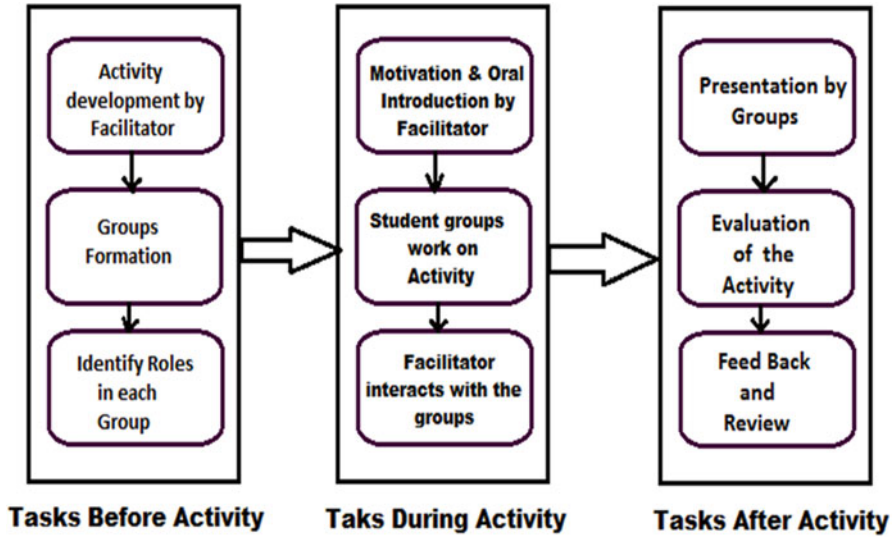 Activity
development by
Facilitator
Groups
Formation
Identify Roles
in each
Group
Tasks Before Activity
Motivation & Oral
Introduction by
Facilitator
Student groups
work on
Activity
Facilitator
interacts with the
groups
Taks During Activity
Presentation by
Groups
Evaluation
of the
Activity
Feed Back
and
Review
Tasks After Activity